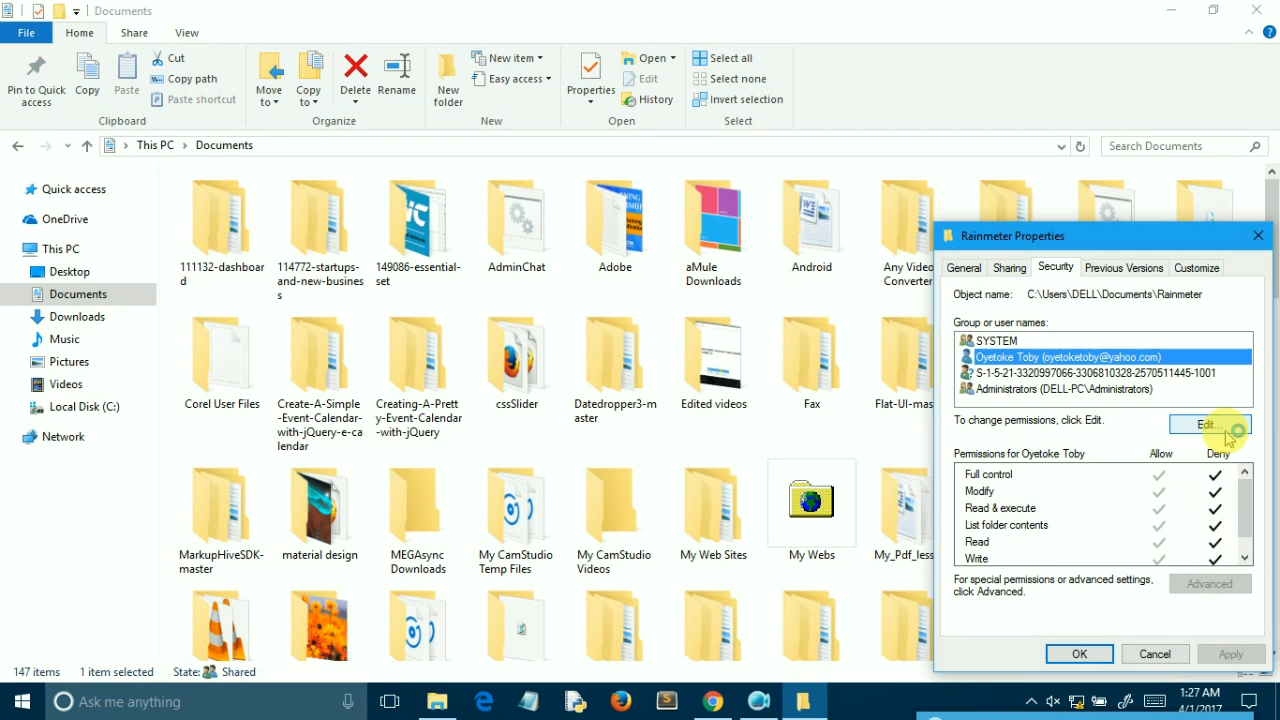 Documents
File Home Share View
Pin to Quick access
Copy
Paste
Cut
Copy path
Paste shortcut
Clipboard
Move to
Copy to
Delete
Rename
Organize
New folder
New item
Easy access
New
Properties
Open
Edit
History
Open
Select all
Select none
Invert selection
Select
This PC Documents
Search Documents
Quick access
OneDrive
This PC
Desktop
Documents
Downloads
Music
Pictures
Videos
Local Disk (C:)
Network
111132-dashboar
d
114772-startups-
and-new-busines
s
149086-essential-
set
AdminChat
Adobe
aMule
Downloads
Android
Any Video
Converter
Corel User Files
Create-A-Simple
-Event-Calendar
-with-jQuery-e-ca
lendar
Creating-A-Prett
y-Event-Calendar
-with-jQuery
cssSlider
Datedropper3-m
aster
Edited videos
Fax
Flat-UI-mas
MarkupHiveSDK-
master
material design
MEGAsync
Downloads
My CamStudio
Temp Files
My CamStudio
Videos
My Web Sites
My Webs
My_Pdf_less
147 items 1 item selected State: Shared
Rainmeter Properties
General Sharing Security Previous Versions Customize
Object name: C:\Users\DELL\Documents\Rainmeter
Group or user names:
SYSTEM
Oyetoke Toby (oyetoketoby@yahoo.com)
S-1-5-21-3320997066-3306810328-2570511445-1001
Administrators (DELL-PC\Administrators)
To change permissions, click Edit.
Edit...
Permissions for Oyetoke Toby Allow Deny
Full control
Modify
Read & execute
List folder contents
Read
Write
For special permissions or advanced settings,
click Advanced.
Advanced
OK Cancel Apply
Ask me anything
1:27 AM
4/1/2017